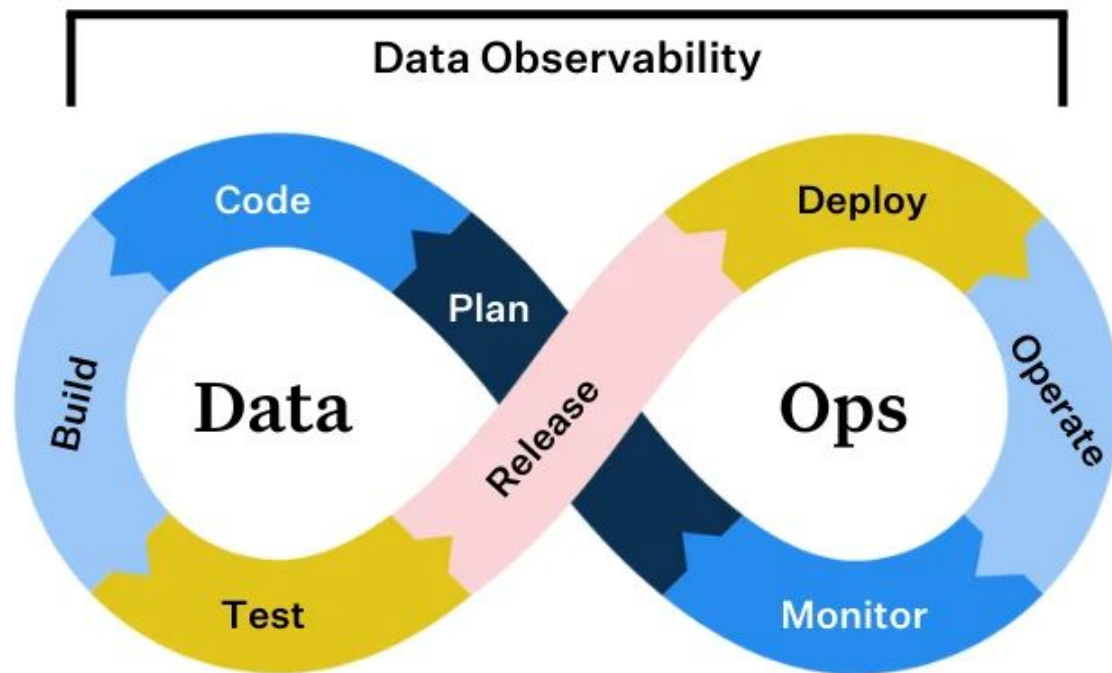 Data Observability
Code
Deploy
Plan
Build
Data
Release
Ops
Operate
Test
Monitor